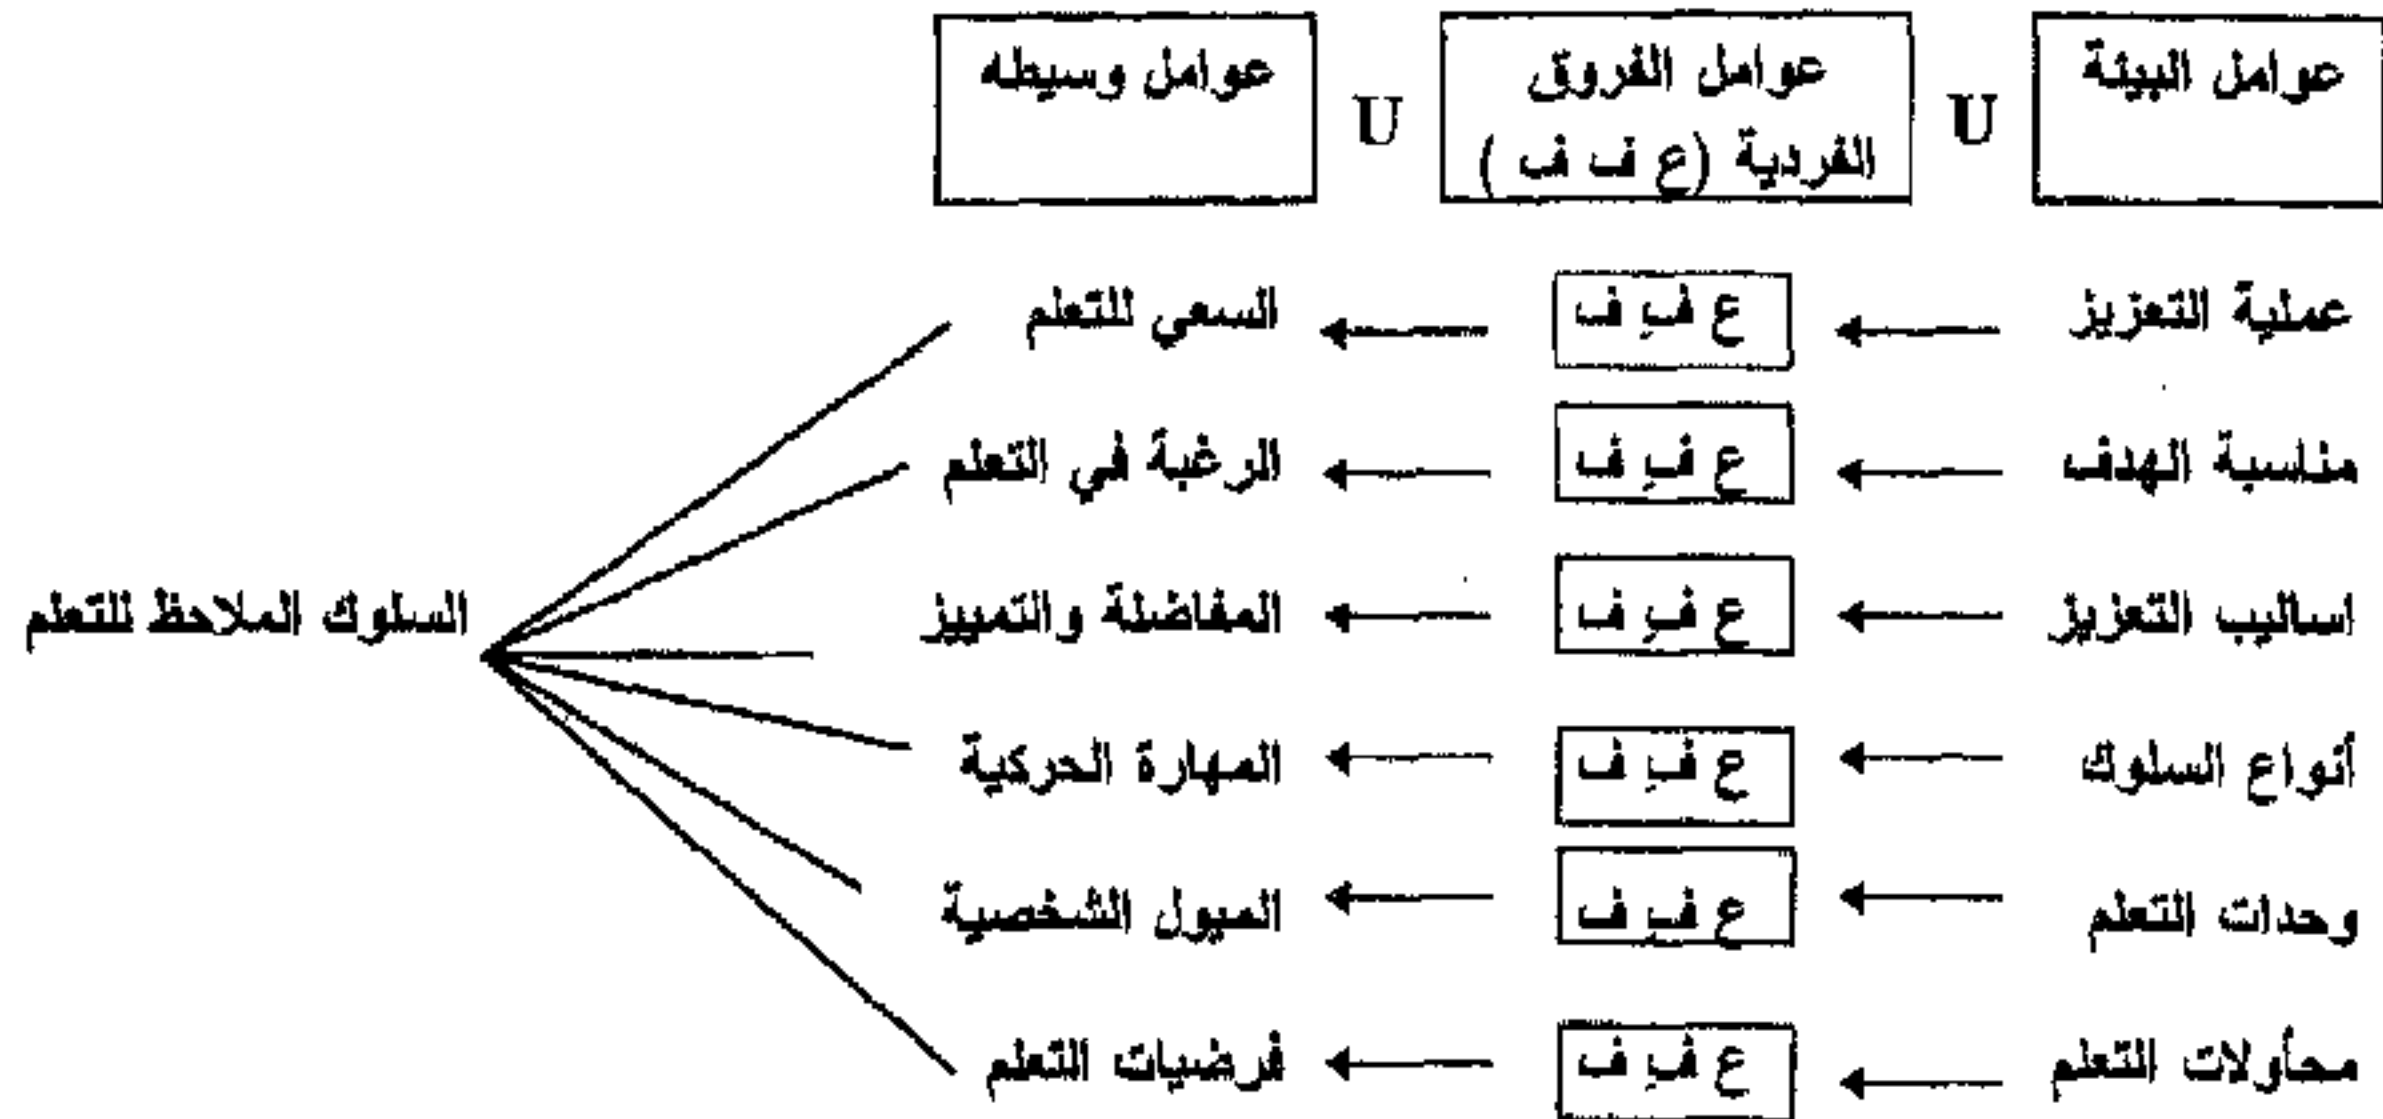 عوامل البيئة
U
عوامل الفروق
الفردية (ع ف ف )
U
عوامل وسيطه
عملية التعزيز
ع ف ف
السعي للتعلم
مناسبة الهدف
ع ف ف
الرغبة في التعلم
اساليب التعزيز
ع ف ف
المفاضلة والتمييز
السلوك الملاحظ للتعلم
أنواع السلوك
ع ف ف
المهارة الحركية
وحدات التعلم
ع ف ف
الميول الشخصية
محأولات التعلم
ع ف ف
فرضيات التعلم